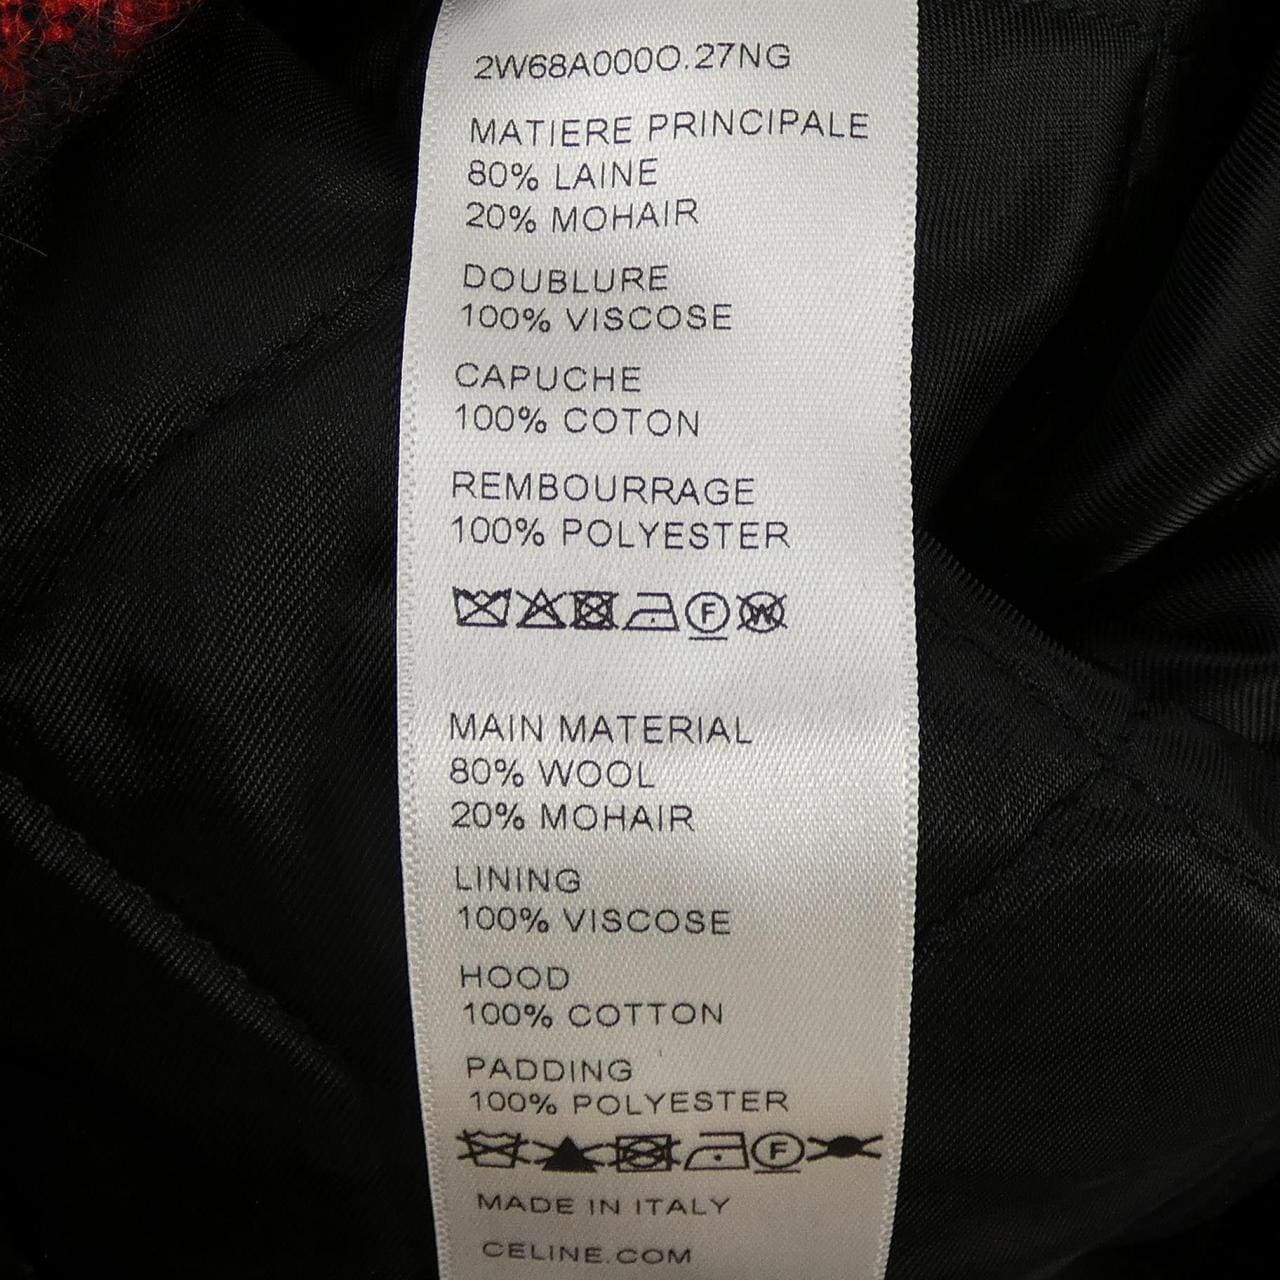 2W68A000O.27NG
MATIERE PRINCIPALE
80% LAINE
20% MOHAIR
DOUBLURE
100% VISCOSE
CAPUCHE
100% COTON
REMBOURRAGE
100% POLYESTER
F W
MAIN MATERIAL
80% WOOL
20% MOHAIR
LINING
100% VISCOSE
HOOD
100% COTTON
PADDING
100% POLYESTER
F
MADE IN ITALY
CELINE.COM